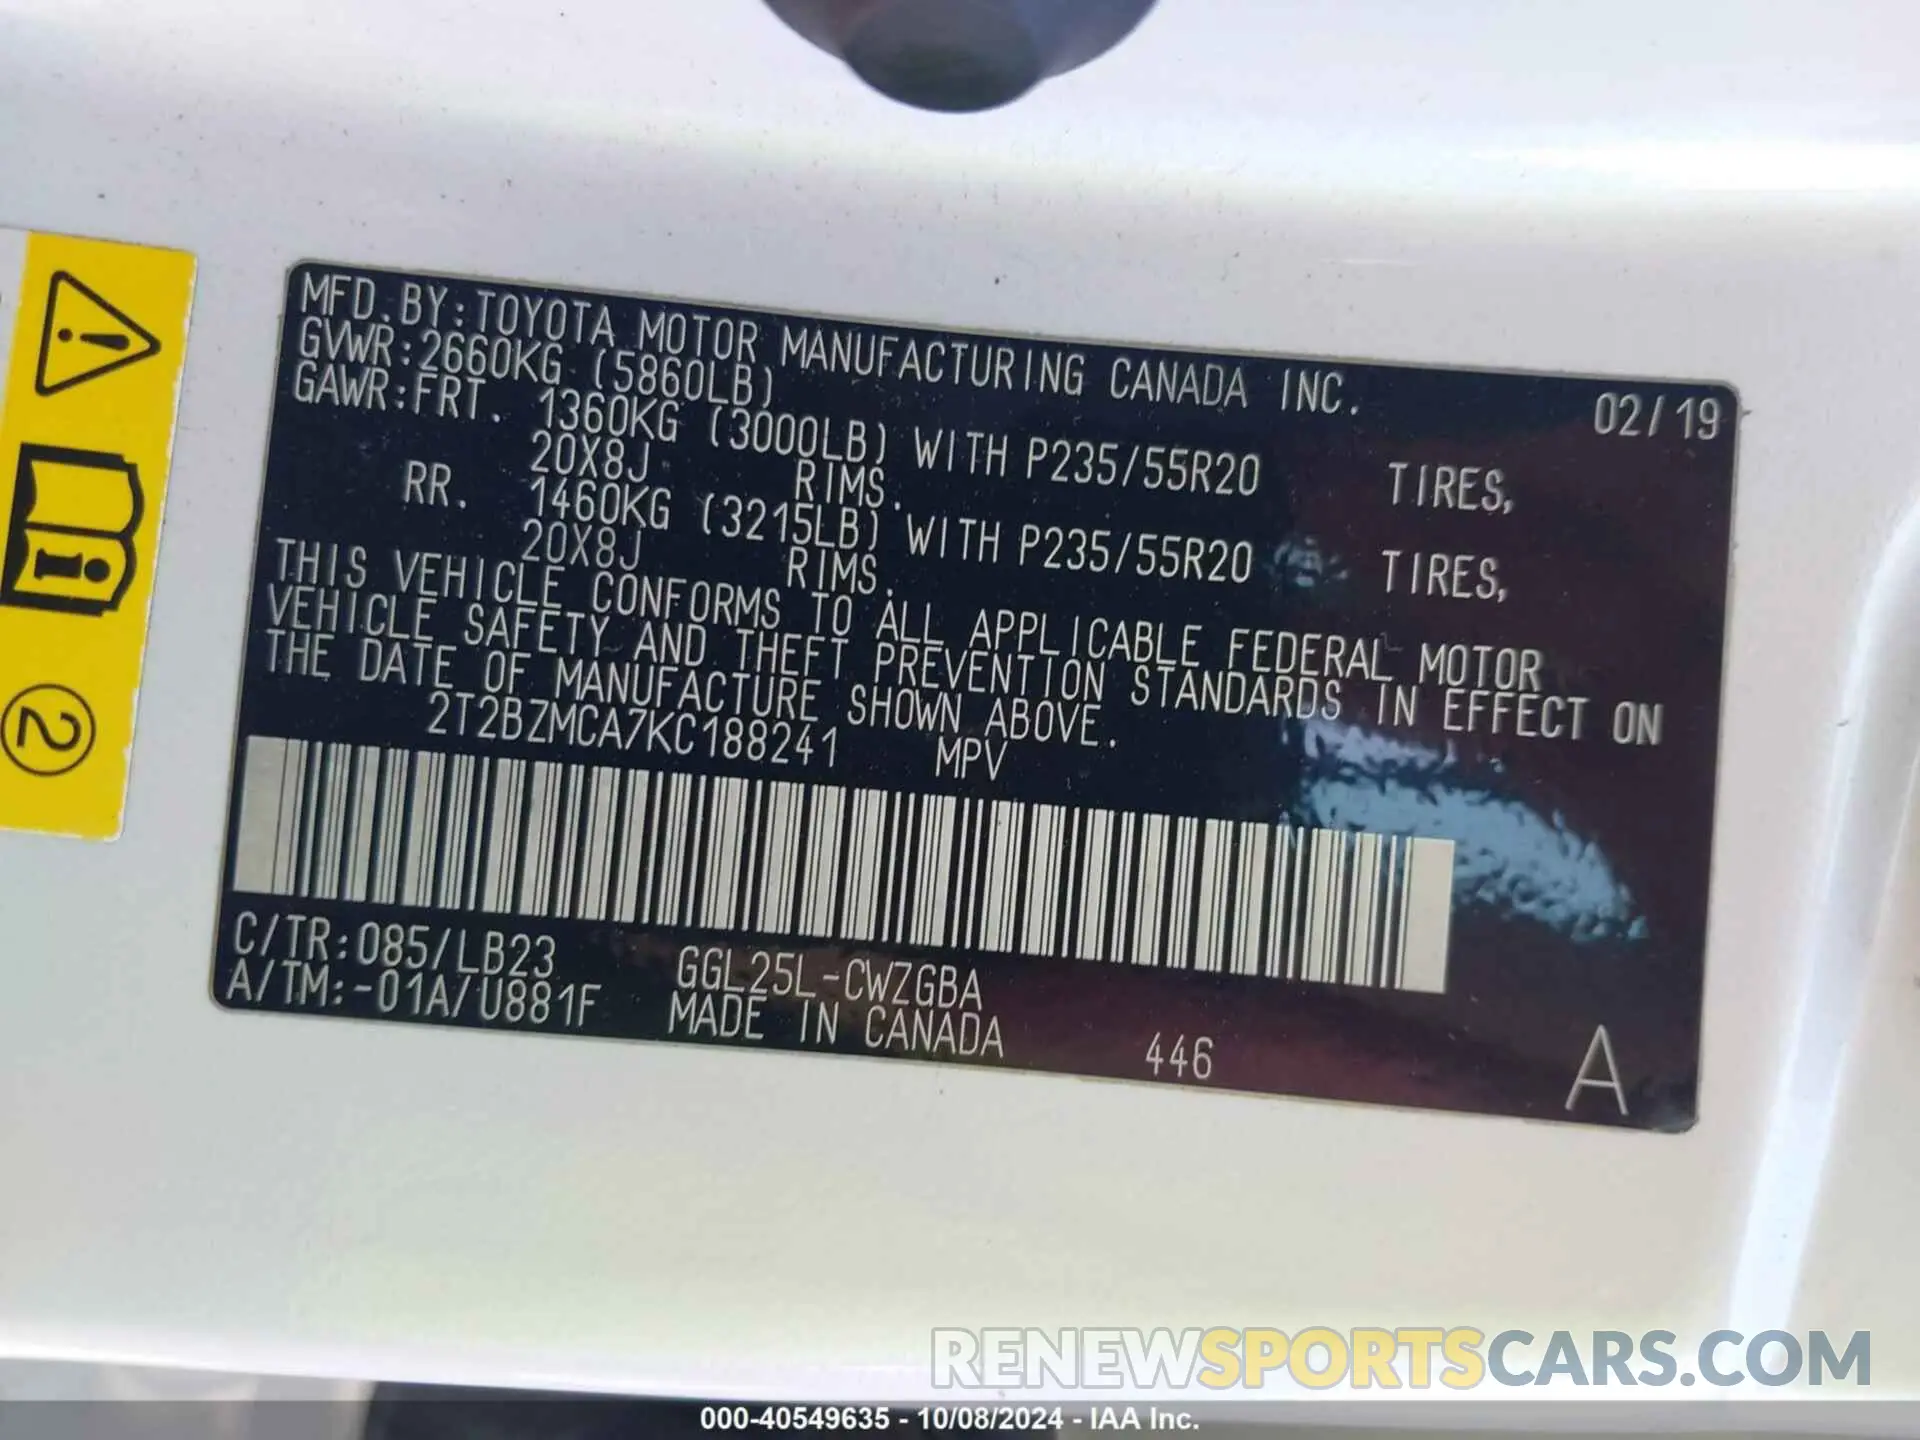 MFD.BY:TOYOTA MOTOR MANUFACTURING CANADA INC. 02/19
GVWR:2660KG (5860LB)
GAWR:FRT. 1360KG (3000LB) WITH P235/55R20 TIRES,
20X8J RIMS.
RR. 1460KG (3215LB) WITH P235/55R20 TIRES,
20X8J RIMS.
THIS VEHICLE CONFORMS TO ALL APPLICABLE FEDERAL MOTOR
VEHICLE SAFETY AND THEFT PREVENTION STANDARDS IN EFFECT ON
THE DATE OF MANUFACTURE SHOWN ABOVE.
2T2BZMCA7KC188241 MPV
C/TR:085/LB23 GGL25L-CWZGBA
A/TM:-01A/U881F MADE IN CANADA 446 A
2
RENEWSPORTSCARS.COM
000-40549635 - 10/08/2024 - IAA Inc.